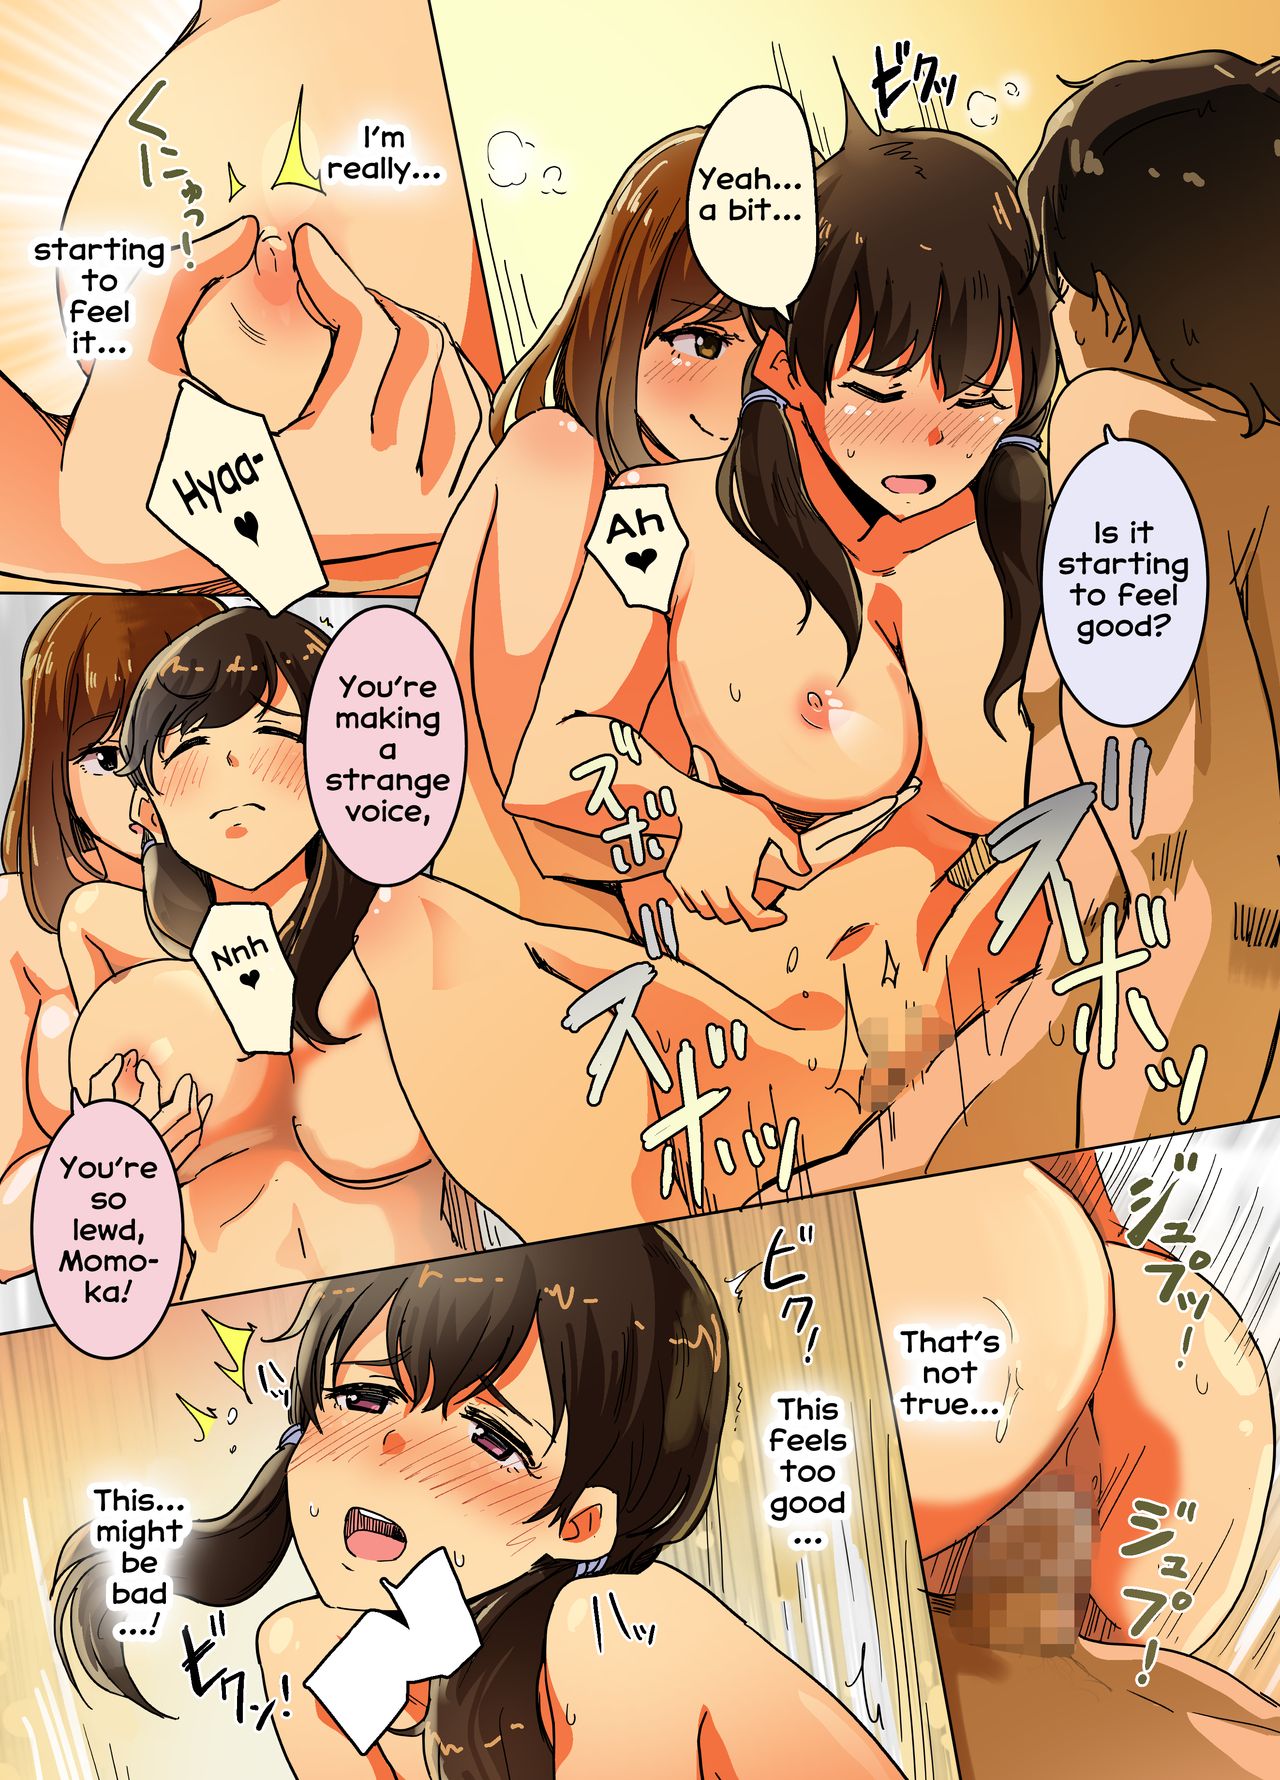 ビクッ
Yeah...
a bit...
Is it
starting
to feel
good?
Ah
♥
ズボ
ズボッ
ズボッ
I'm
really...
starting
to
feel
it...
くにゅっ!
Hyaa-
♥
You're
making
a
strange
voice,
Nnh
♥
You're
so
lewd,
Momo-
ka!
ジュプッ!
That's
not
true...
ジュプ!
ビク!
This
feels
too
good
...
This...
might
be
bad
...!
ハッ
ハッ
ビクン!